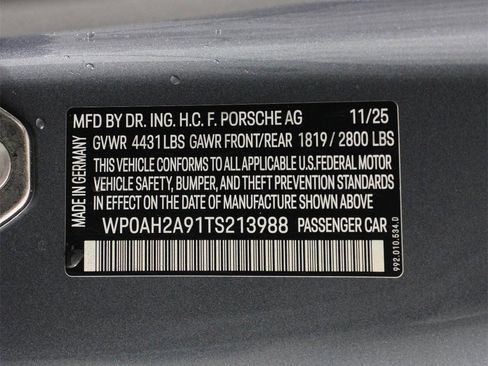 MFD BY DR. ING. H.C. F. PORSCHE AG 11/25
GVWR 4431 LBS GAWR FRONT/REAR 1819 / 2800 LBS
THIS VEHICLE CONFORMS TO ALL APPLICABLE U.S.FEDERAL MOTOR
VEHICLE SAFETY, BUMPER, AND THEFT PREVENTION STANDARDS
IN EFFECT ON THE DATE OF MANUFACTURE SHOWN ABOVE
WP0AH2A91TS213988 PASSENGER CAR
MADE IN GERMANY
992.010.534.D